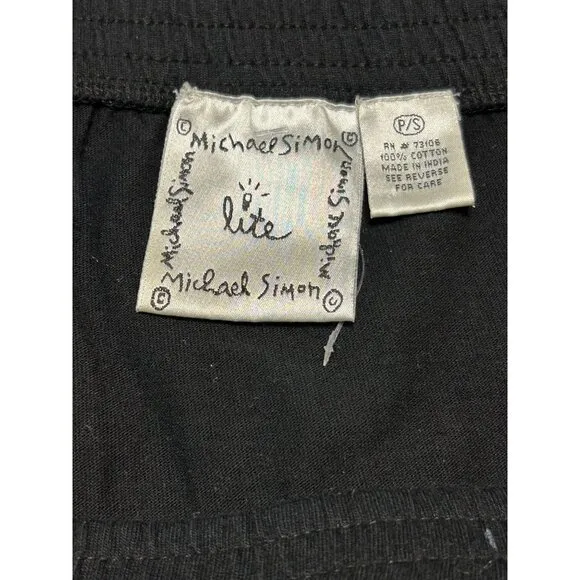 © Michael Simon ©
Michael Simon
Michael Simon
lite
© Michael Simon ©
P/S
RN # 73106
100% COTTON
MADE IN INDIA
SEE REVERSE
FOR CARE